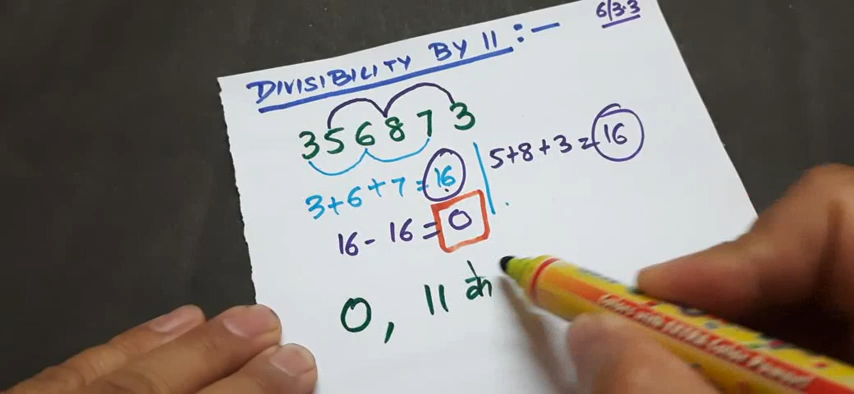 6/3.3
DIVISIBILITY BY 11 :-
356873
3+6+7=16
5+8+3=16
16-16=0
0, 11 का